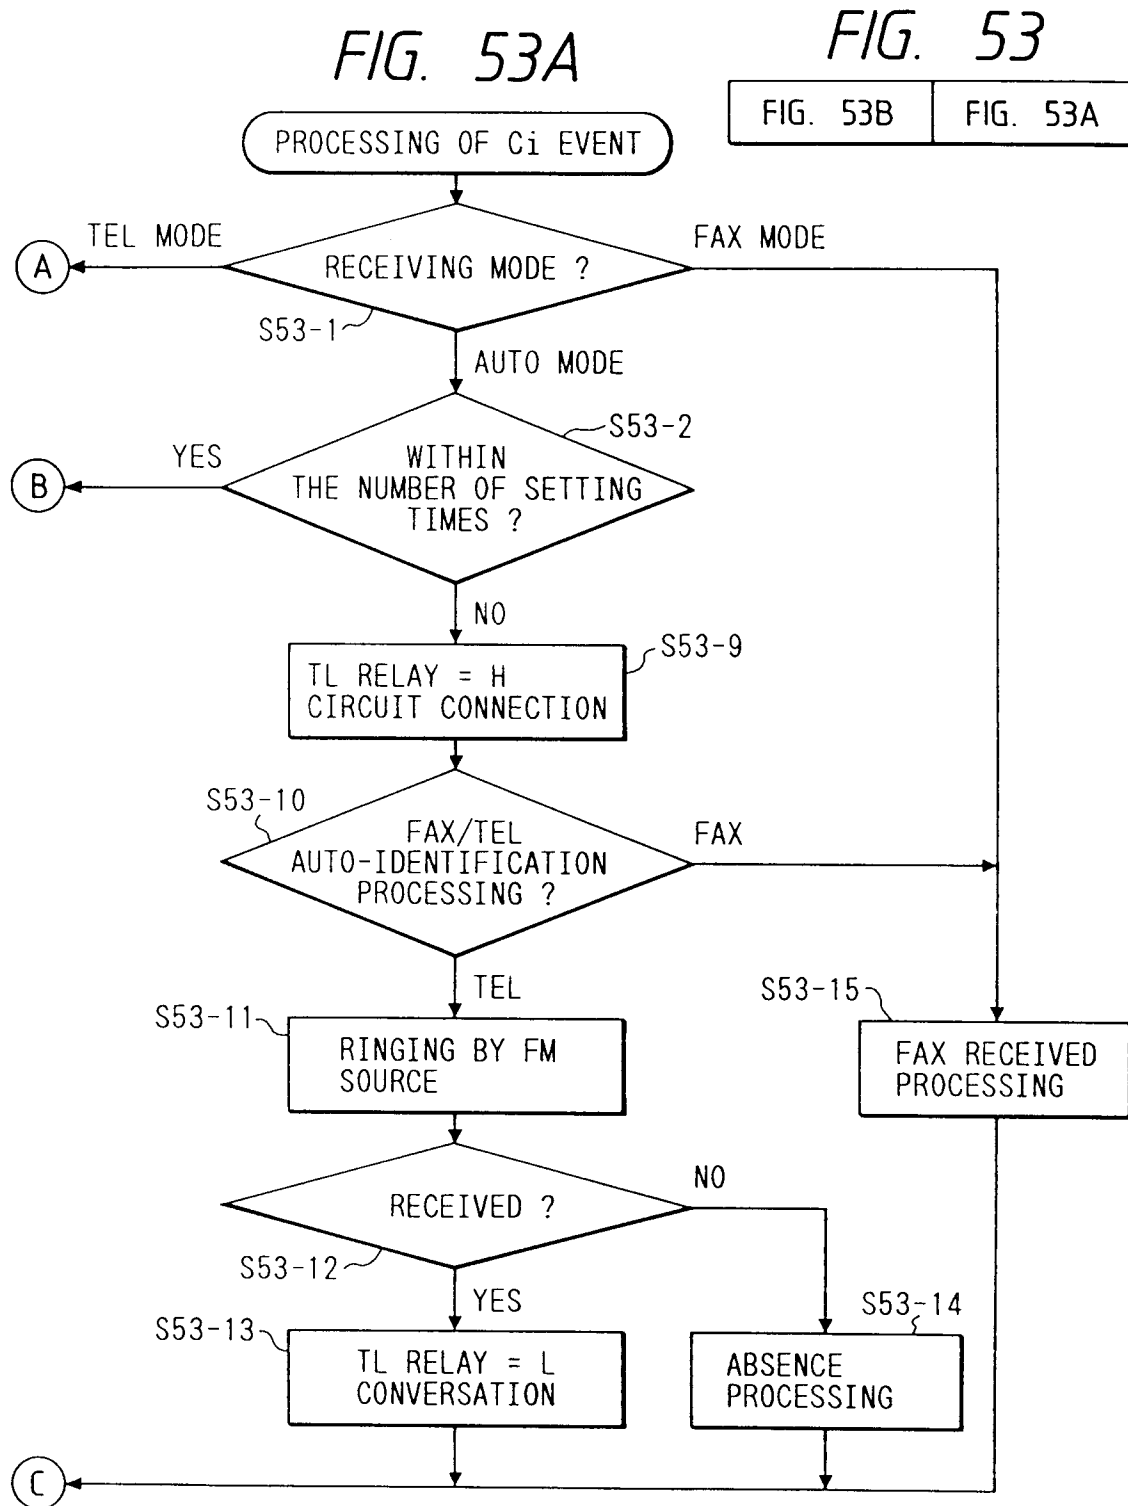 FIG. 53A
FIG. 53
FIG. 53B
FIG. 53A
PROCESSING OF Ci EVENT
TEL MODE
FAX MODE
A
RECEIVING MODE ?
S53-1
AUTO MODE
S53-2
YES
WITHIN
THE NUMBER OF SETTING
TIMES ?
B
NO
S53-9
TL RELAY = H
CIRCUIT CONNECTION
S53-10
FAX/TEL
AUTO-IDENTIFICATION
PROCESSING ?
FAX
TEL
S53-11
RINGING BY FM
SOURCE
S53-15
FAX RECEIVED
PROCESSING
RECEIVED ?
NO
S53-12
YES
S53-13
TL RELAY = L
CONVERSATION
S53-14
ABSENCE
PROCESSING
C